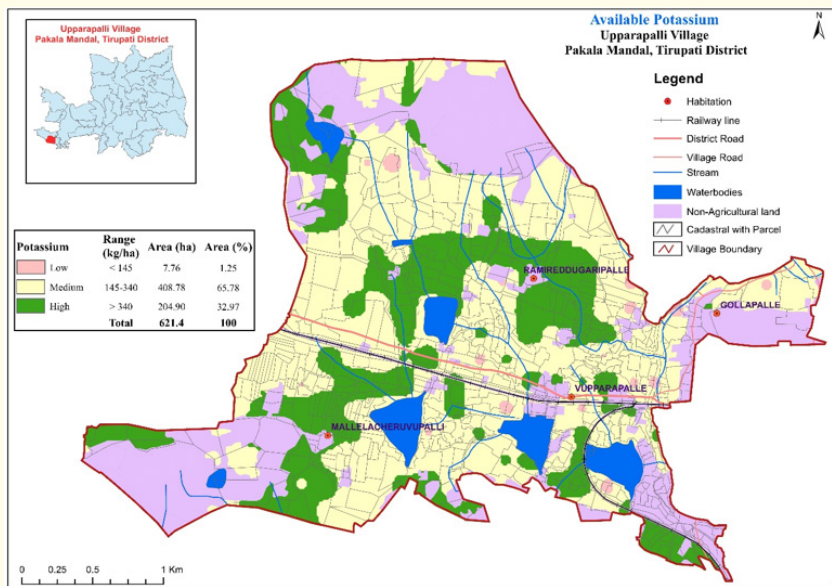 Upparapalli Village
Pakala Mandal, Tirupati District
Available Potassium
Upparapalli Village
Pakala Mandal, Tirupati District
N
Legend
Habitation
Railway line
District Road
Village Road
Stream
Waterbodies
Non-Agricultural land
Cadastral with Parcel
Village Boundary
Potassium Range (kg/ha) Area (ha) Area (%)
Low < 145 7.76 1.25
Medium 145-340 408.78 65.78
High > 340 204.90 32.97
Total 621.4 100
RAMIREDDUGARIPALLE
GOLLAPALLE
VUPPARAPALLE
MALLELACHERUVUPALLI
0 0.25 0.5 1 Km